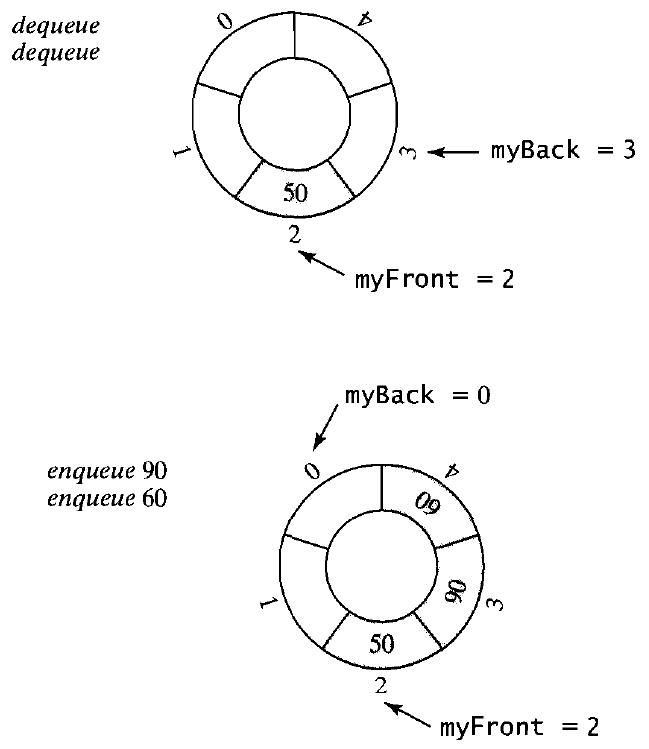 dequeue
dequeue
0
4
1
3
myBack = 3
50
2
myFront = 2
myBack = 0
enqueue 90
enqueue 60
0
4
60
1
90
3
50
2
myFront = 2